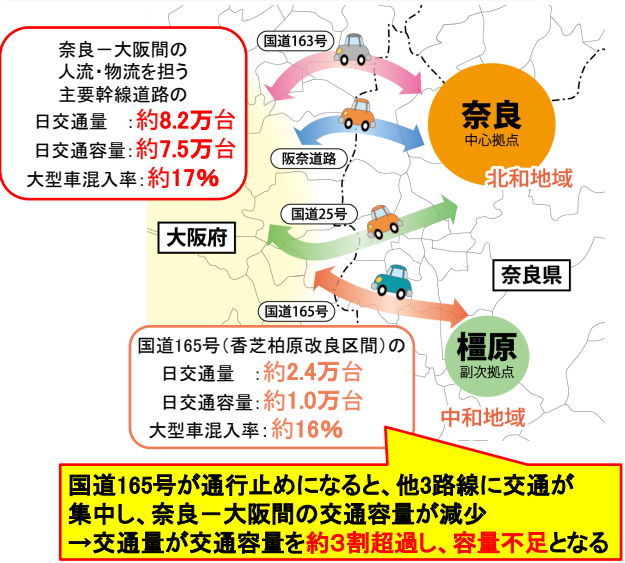 奈良－大阪間の
人流・物流を担う
主要幹線道路の
日交通量　：約8.2万台
日交通容量：約7.5万台
大型車混入率：約17%
国道163号
阪奈道路
国道25号
国道165号
奈良
中心拠点
北和地域
大阪府
奈良県
橿原
副次拠点
中和地域
国道165号（香芝柏原改良区間）の
日交通量　：約2.4万台
日交通容量：約1.0万台
大型車混入率：約16%
国道165号が通行止めになると、他3路線に交通が
集中し、奈良－大阪間の交通容量が減少
→交通量が交通容量を約３割超過し、容量不足となる